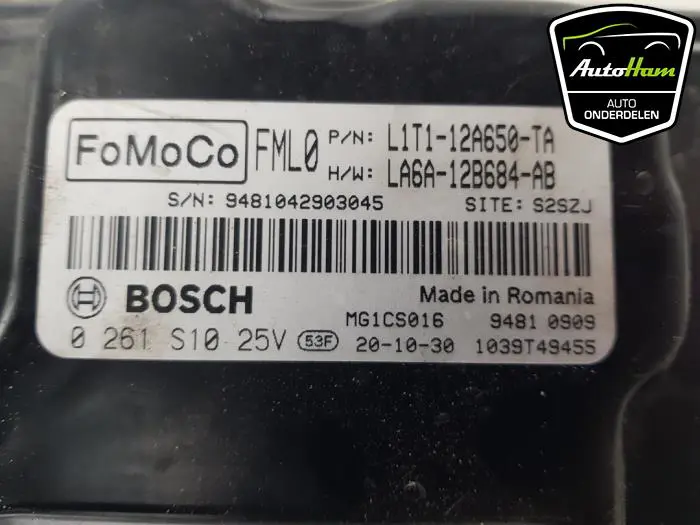 AutoHam
AUTO
ONDERDELEN
FoMoCo FML0 P/N: L1T1-12A650-TA
H/W: LA6A-12B684-AB
S/N: 9481042903045 SITE: S2SZJ
BOSCH Made in Romania
MG1CS016 9481 0909
0 261 S10 25V 53F 20-10-30 1039T49455